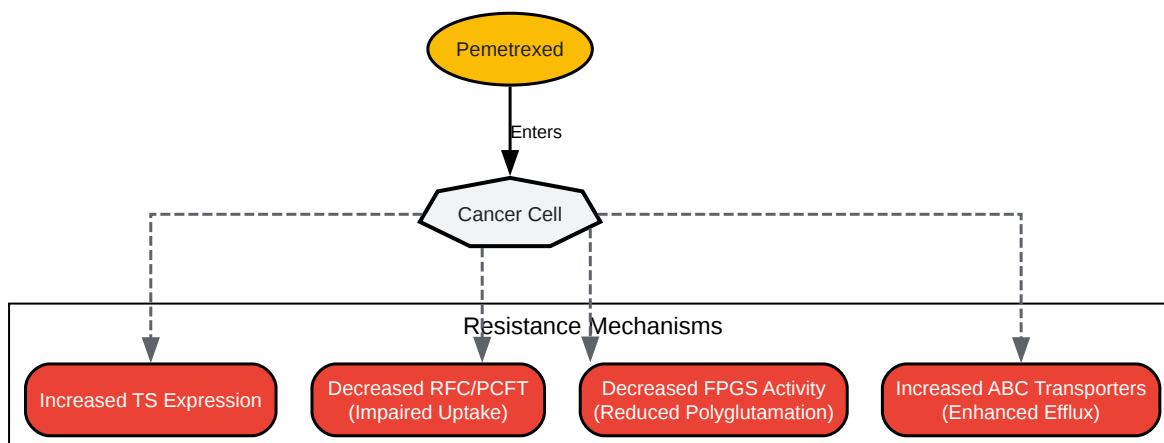 Pemetrexed
Enters
Cancer Cell
Resistance Mechanisms
Increased TS Expression
Decreased RFC/PCFT
(Impaired Uptake)
Decreased FPGS Activity
(Reduced Polyglutamation)
Increased ABC Transporters
(Enhanced Efflux)